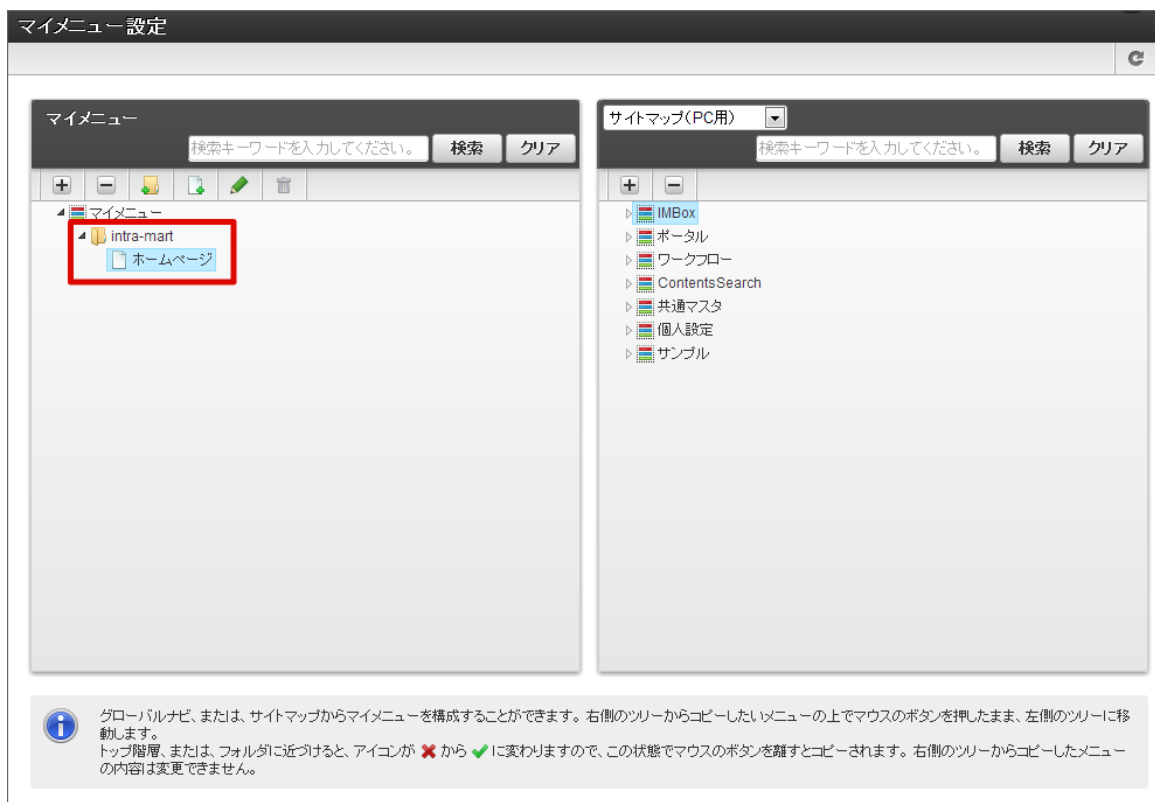 マイメニュー設定
マイメニュー
検索キーワードを入力してください。 検索 クリア
マイメニュー
intra-mart
ホームページ
サイトマップ(PC用)
検索キーワードを入力してください。 検索 クリア
IMBox
ポータル
ワークフロー
ContentsSearch
共通マスタ
個人設定
サンプル
グローバルナビ、または、サイトマップからマイメニューを構成することができます。右側のツリーからコピーしたいメニューの上でマウスのボタンを押したまま、左側のツリーに移
動します。
トップ階層、または、フォルダに近づけると、アイコンが から に変わりますので、この状態でマウスのボタンを離すとコピーされます。右側のツリーからコピーしたメニュー
の内容は変更できません。